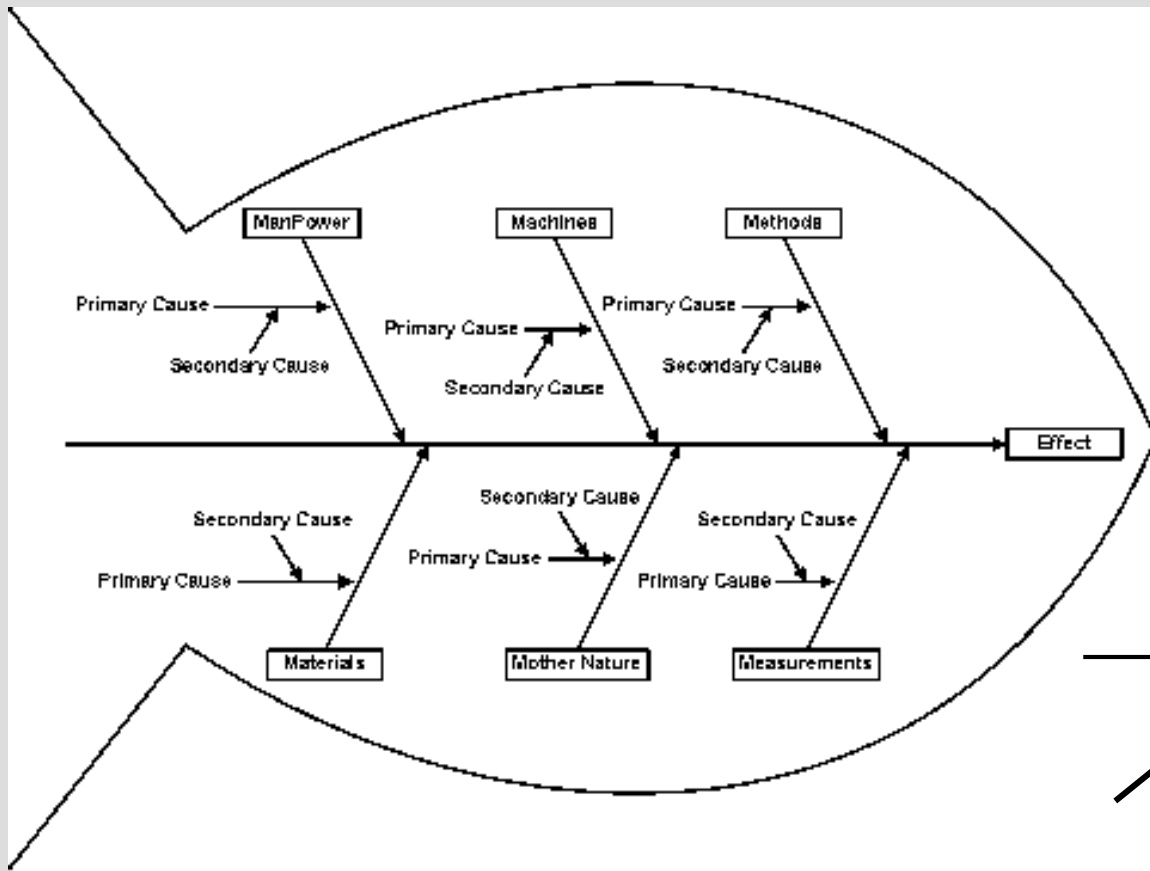 ManPower
Machines
Methods
Primary Cause
Primary Cause
Primary Cause
Secondary Cause
Secondary Cause
Secondary Cause
Effect
Secondary Cause
Secondary Cause
Secondary Cause
Primary Cause
Primary Cause
Primary Cause
Materials
Mother Nature
Measurements